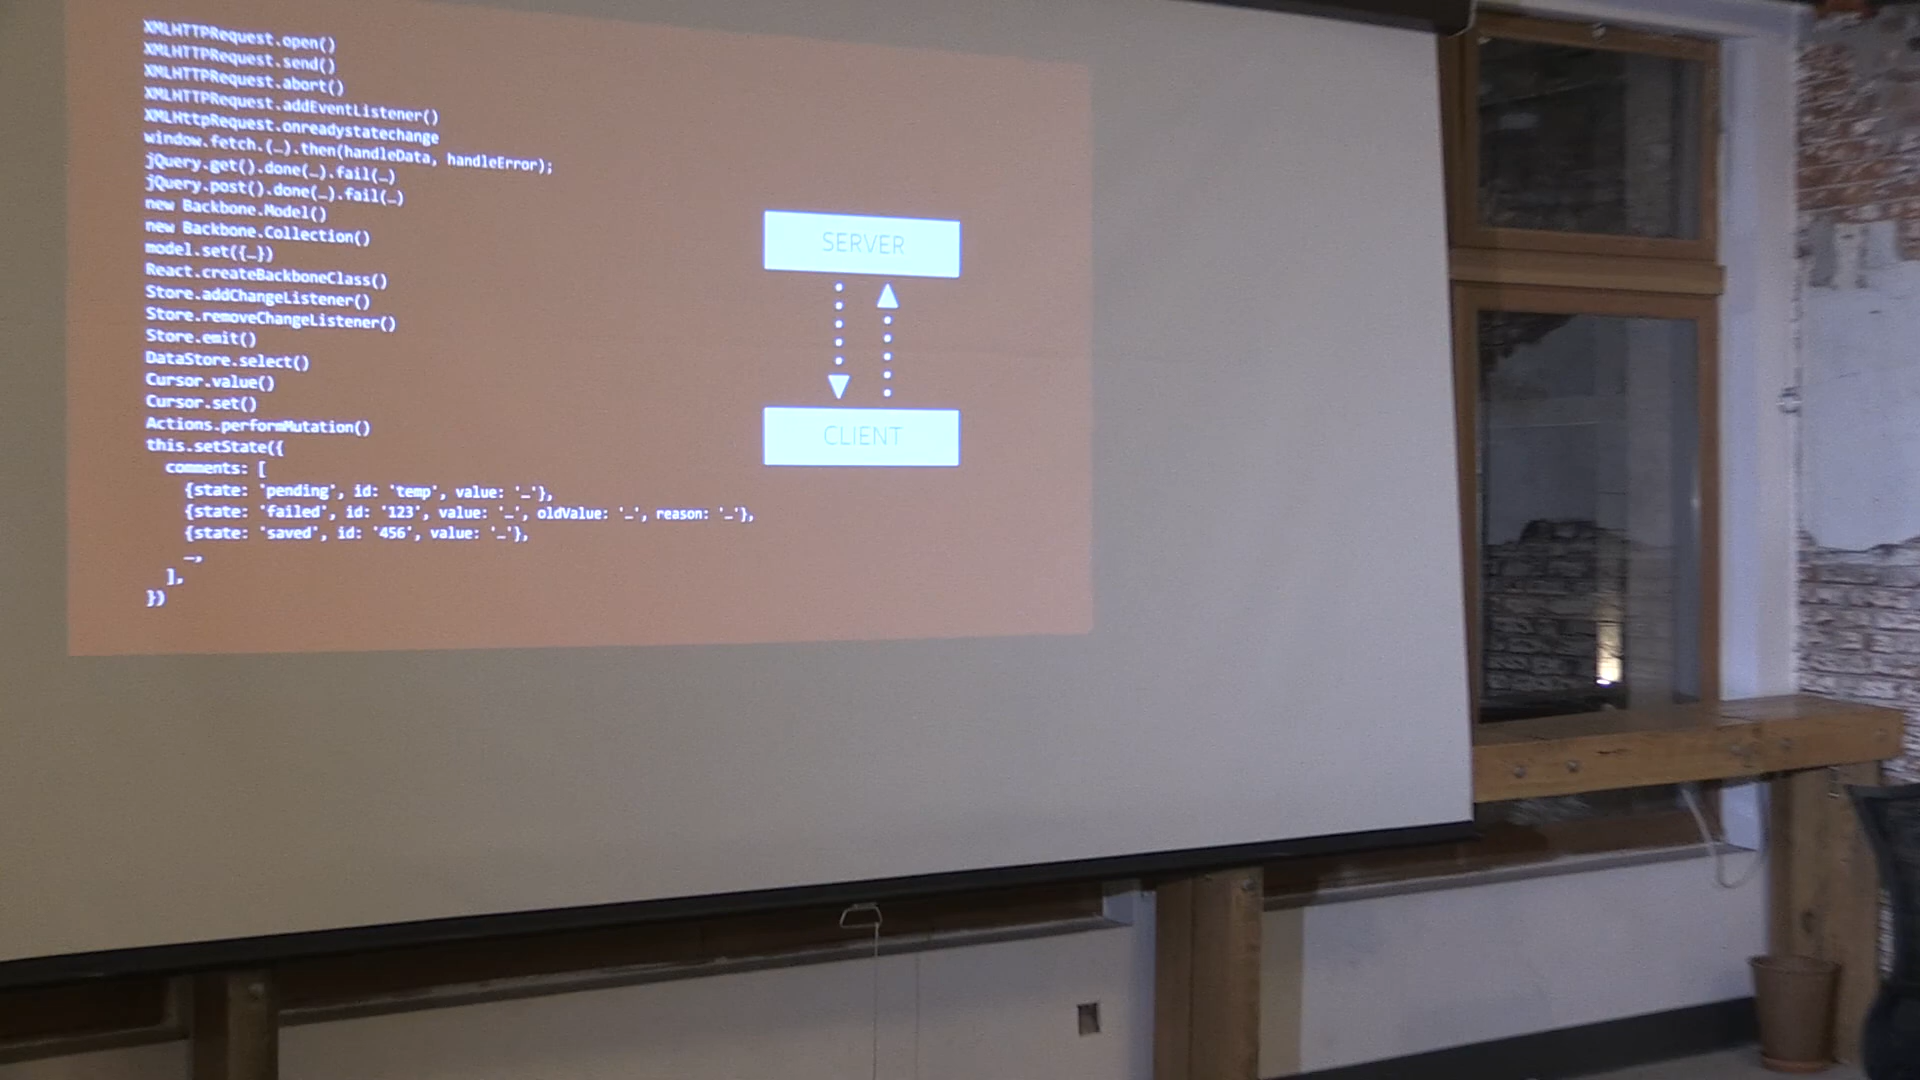 XMLHTTPRequest.open()
XMLHTTPRequest.send()
XMLHTTPRequest.abort()
XMLHTTPRequest.addEventListener()
XMLHttpRequest.onreadystatechange
window.fetch.(…).then(handleData, handleError);
jQuery.get().done(…).fail(…)
jQuery.post().done(…).fail(…)
new Backbone.Model()
new Backbone.Collection()
model.set({…})
React.createBackboneClass()
Store.addChangeListener()
Store.removeChangeListener()
Store.emit()
DataStore.select()
Cursor.value()
Cursor.set()
Actions.performMutation()
this.setState({
  comments: [
    {state: 'pending', id: 'temp', value: '…'},
    {state: 'failed', id: '123', value: '…', oldValue: '…', reason: '…'},
    {state: 'saved', id: '456', value: '…'},
    …,
  ],
})
SERVER
CLIENT